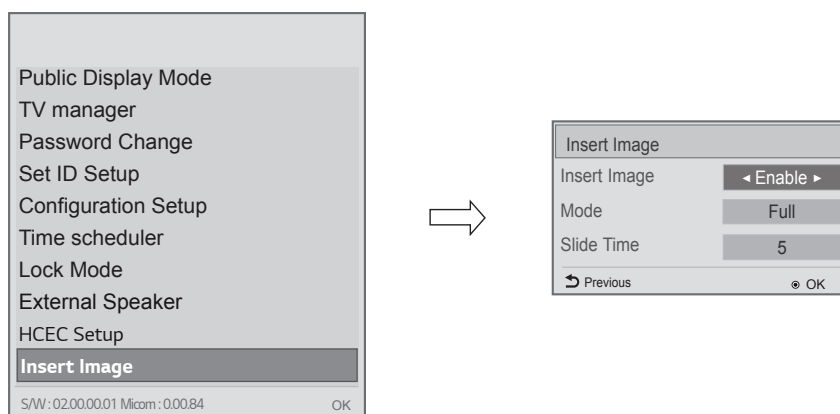 Public Display Mode
TV manager
Password Change
Set ID Setup
Configuration Setup
Time scheduler
Lock Mode
External Speaker
HCEC Setup
Insert Image
S/W : 02.00.00.01 Micom : 0.00.84 OK
Insert Image
Insert Image ◄ Enable ►
Mode Full
Slide Time 5
Previous OK